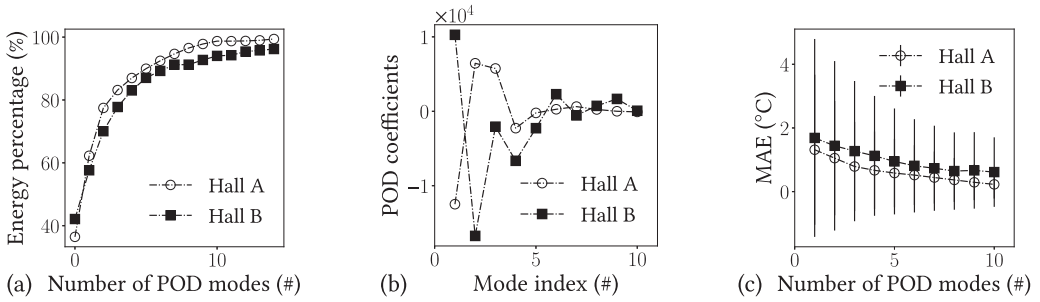 Energy percentage (%)
100
80
60
40
0
10
Hall A
Hall B
(a) Number of POD modes (#)
×10⁴
POD coefficients
1
0
−1
0
5
10
Hall A
Hall B
(b) Mode index (#)
MAE (°C)
4
2
0
0
5
10
Hall A
Hall B
(c) Number of POD modes (#)